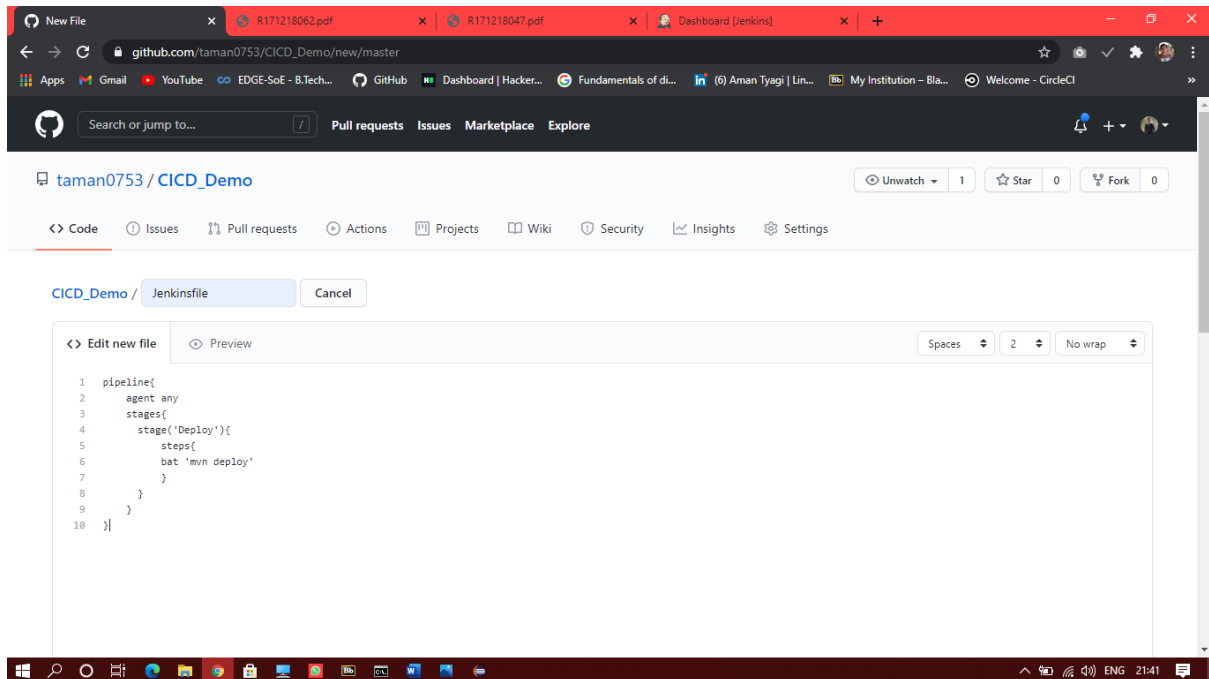 New File
R171218062.pdf
R171218047.pdf
Dashboard [Jenkins]
github.com/taman0753/CICD_Demo/new/master
Apps Gmail YouTube EDGE-SoE - B.Tech... GitHub Dashboard | Hacker... Fundamentals of di... (6) Aman Tyagi | Lin... My Institution – Bla... Welcome - CircleCI »
Search or jump to... / Pull requests Issues Marketplace Explore
taman0753 / CICD_Demo
Unwatch 1 Star 0 Fork 0
<> Code Issues Pull requests Actions Projects Wiki Security Insights Settings
CICD_Demo / Jenkinsfile Cancel
<> Edit new file Preview Spaces 2 No wrap
1 pipeline{
2 agent any
3 stages{
4 stage('Deploy'){
5 steps{
6 bat 'mvn deploy'
7 }
8 }
9 }
10 }
ENG 21:41